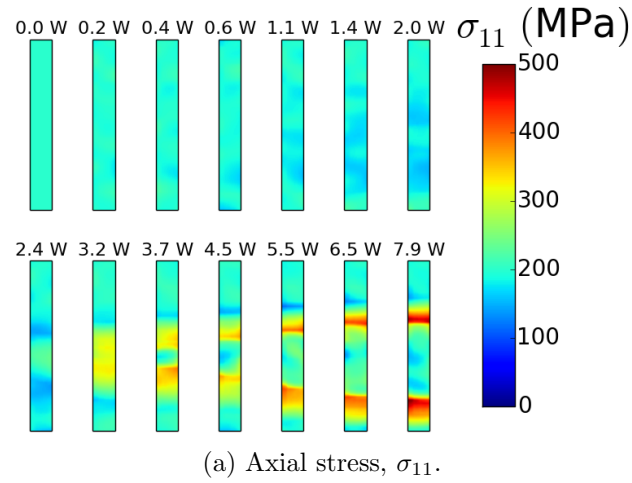 0.0 W 0.2 W 0.4 W 0.6 W 1.1 W 1.4 W 2.0 W
σ11 (MPa)
500
400
300
200
100
0
2.4 W 3.2 W 3.7 W 4.5 W 5.5 W 6.5 W 7.9 W
(a) Axial stress, σ11.